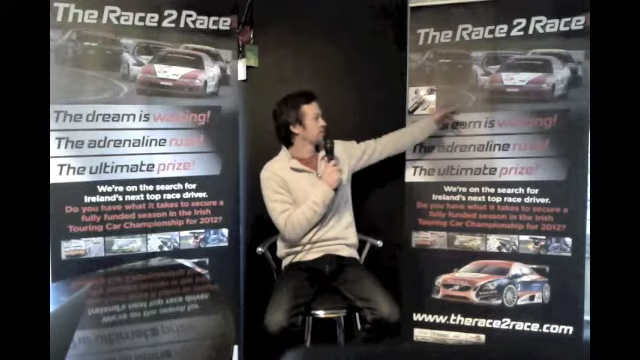 The Race 2 Race
The dream is waiting!
The adrenaline rush!
The ultimate prize!
We're on the search for
Ireland's next top race driver.
Do you have what it takes to secure a
fully funded season in the Irish
Touring Car Championship for 2012?
The Race 2 Race
dream is waiting!
The adrenaline rush!
The ultimate prize!
We're on the search for
Ireland's next top race driver.
Do you have what it takes to secure a
fully funded season in the Irish
Touring Car Championship for 2012?
www.therace2race.com